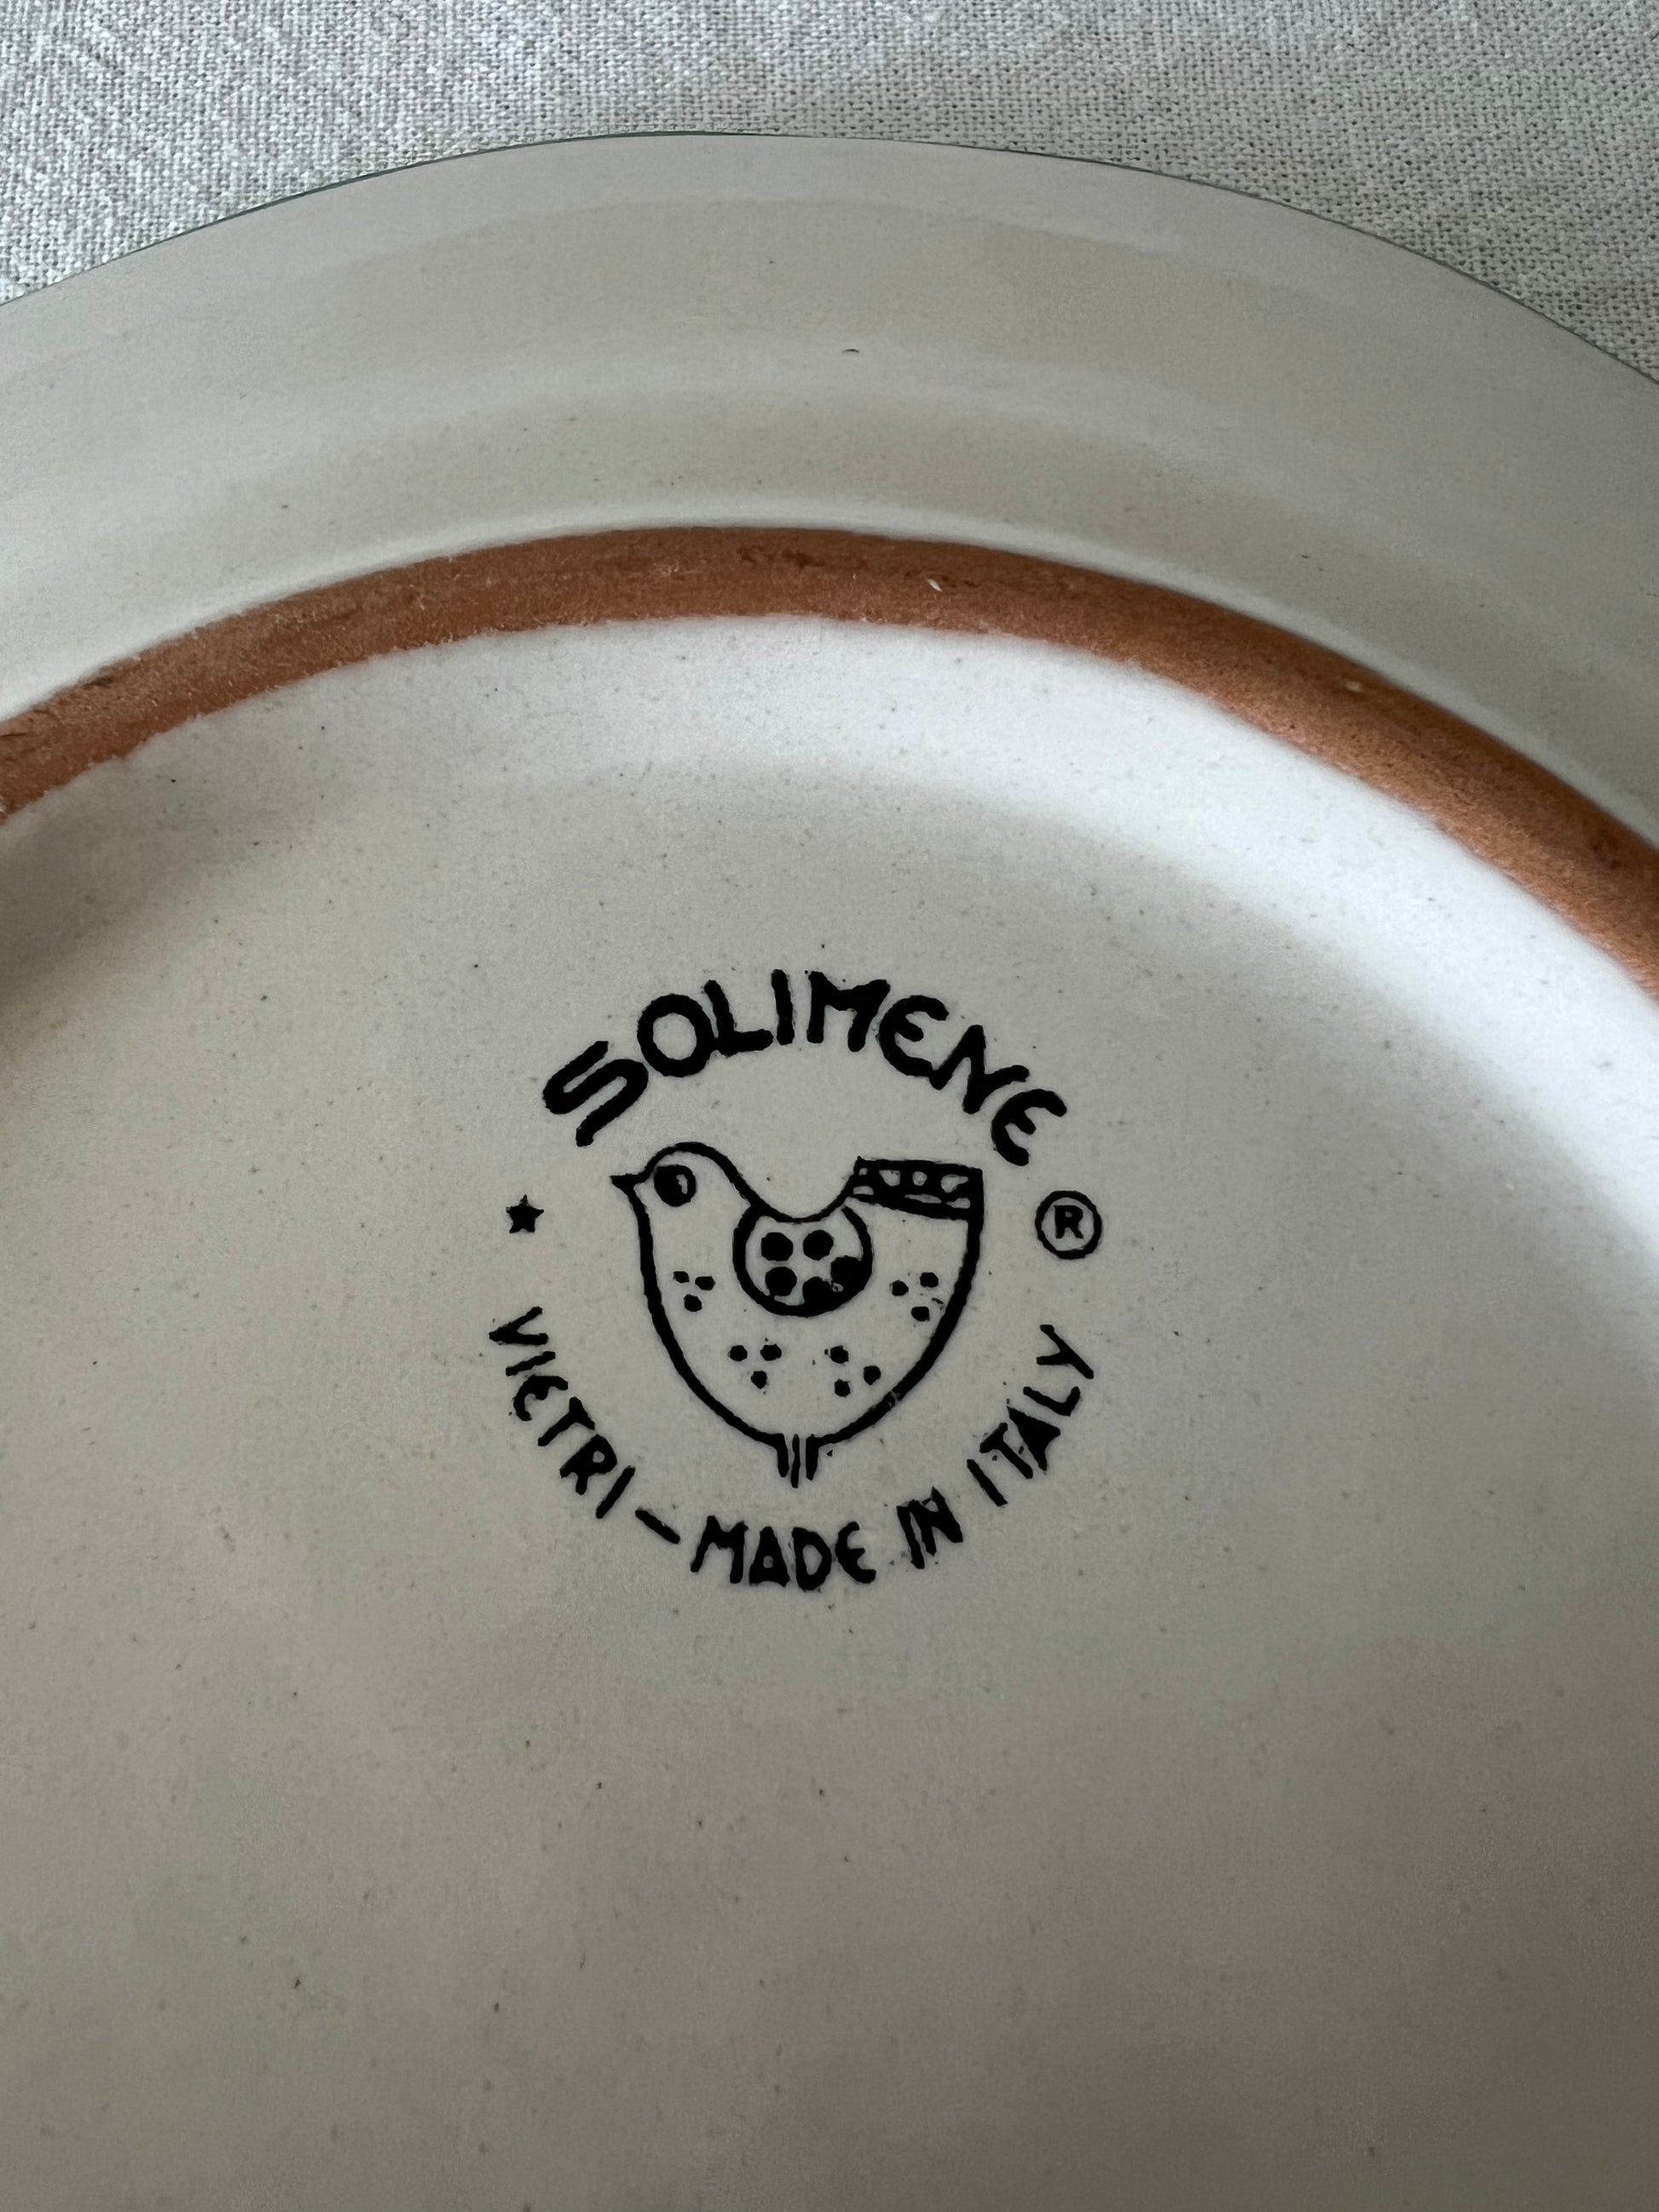 SOLIMENE
★ ®
VIETRI – MADE IN ITALY